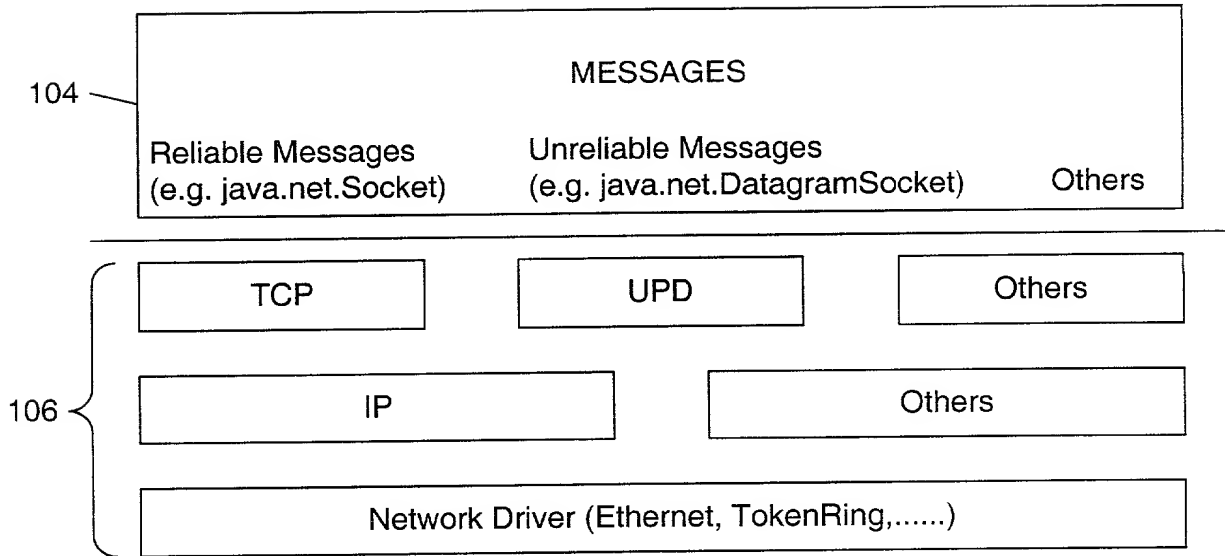 MESSAGES
104
Reliable Messages
(e.g. java.net.Socket)
Unreliable Messages
(e.g. java.net.DatagramSocket)
Others
TCP
UPD
Others
106
IP
Others
Network Driver (Ethernet, TokenRing,......)